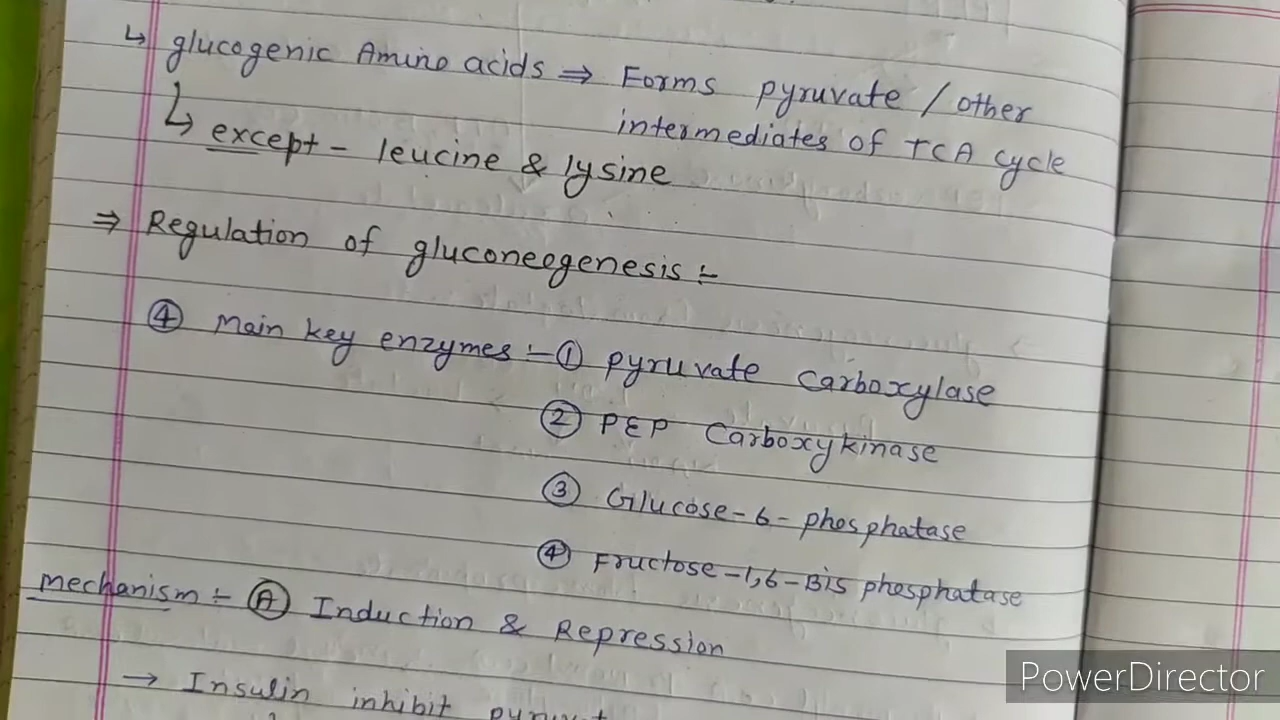 ↳ glucogenic Amino acids ⇒ Forms pyruvate / other
intermediates of TCA cycle
↳ except - leucine & lysine
⇒ Regulation of gluconeogenesis :-
④ Main key enzymes :- ① pyruvate carboxylase
② PEP Carboxykinase
③ Glucose-6-phosphatase
④ Fructose-1,6-Bis phosphatase
Mechanism :- Ⓐ Induction & Repression
→ Insulin inhibit
PowerDirector